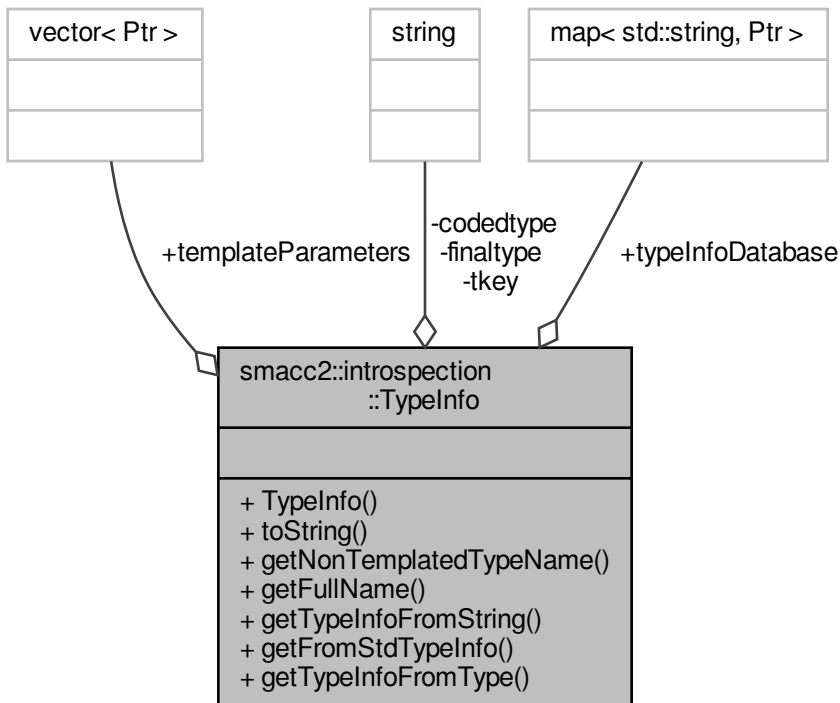 vector< Ptr >
string
map< std::string, Ptr >
+templateParameters
-codedtype
-finaltype
-tkey
+typeInfoDatabase
smacc2::introspection
::TypeInfo
+ TypeInfo()
+ toString()
+ getNonTemplatedTypeName()
+ getFullName()
+ getTypeInfoFromString()
+ getFromStdTypeInfo()
+ getTypeInfoFromType()